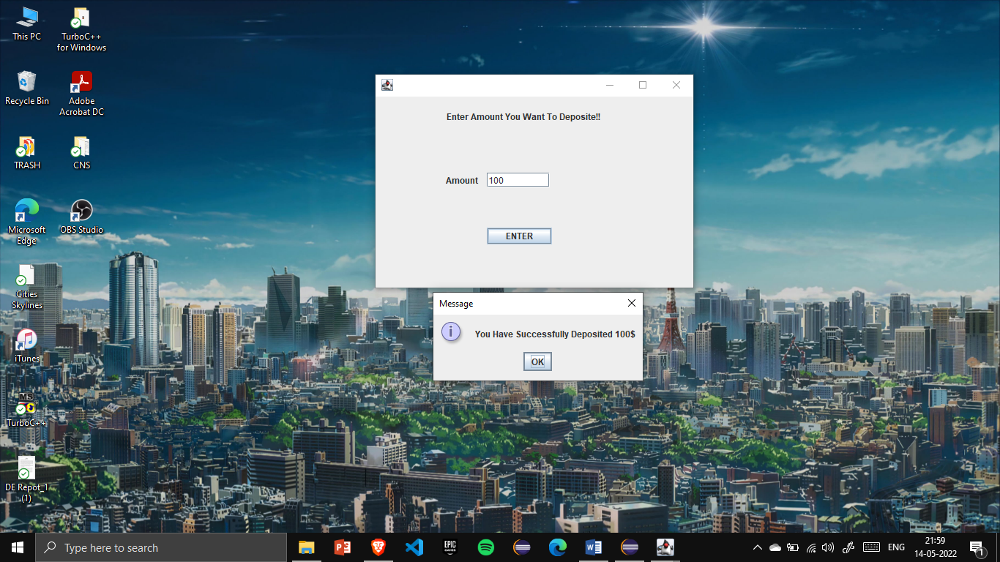 This PC
TurboC++
for Windows
Recycle Bin
Adobe
Acrobat DC
TRASH
CNS
Microsoft
Edge
OBS Studio
Cities
Skylines
iTunes
MS
TurboC++
DE Repot_1
(1)
Enter Amount You Want To Deposite!!
Amount
100
ENTER
Message
You Have Successfully Deposited 100$
OK
Type here to search
EPIC
GAMES
ENG
21:59
14-05-2022
1